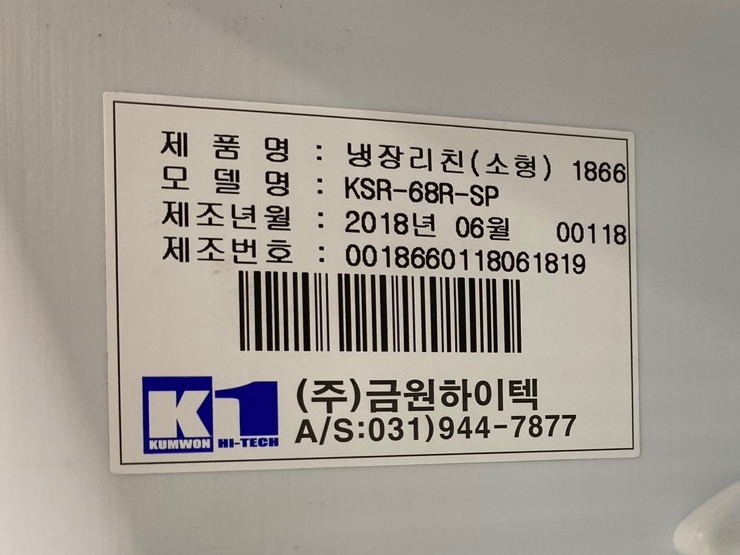 제 품 명 : 냉장리친(소형) 1866
모 델 명 : KSR-68R-SP
제조년월 : 2018년 06월 00118
제조번호 : 0018660118061819
K1
KUMWON HI-TECH
(주)금원하이텍
A/S:031)944-7877